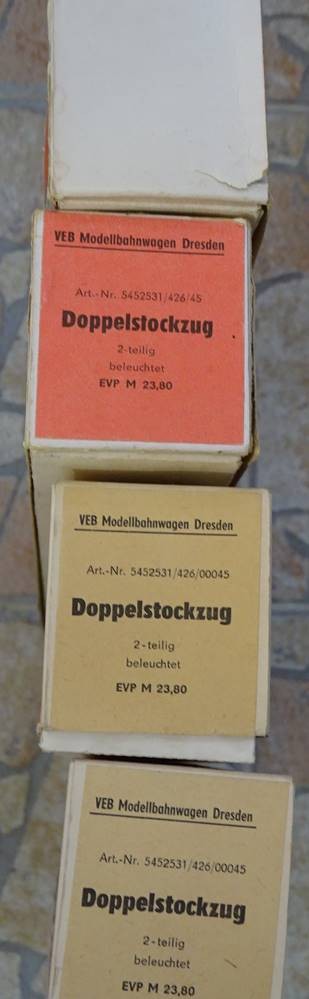 VEB Modellbahnwagen Dresden
Art.-Nr. 5452531/426/45
Doppelstockzug
2-teilig
beleuchtet
EVP M 23,80
VEB Modellbahnwagen Dresden
Art.-Nr. 5452531/426/00045
Doppelstockzug
2-teilig
beleuchtet
EVP M 23,80
VEB Modellbahnwagen Dresden
Art.-Nr. 5452531/426/00045
Doppelstockzug
2-teilig
beleuchtet
EVP M 23,80